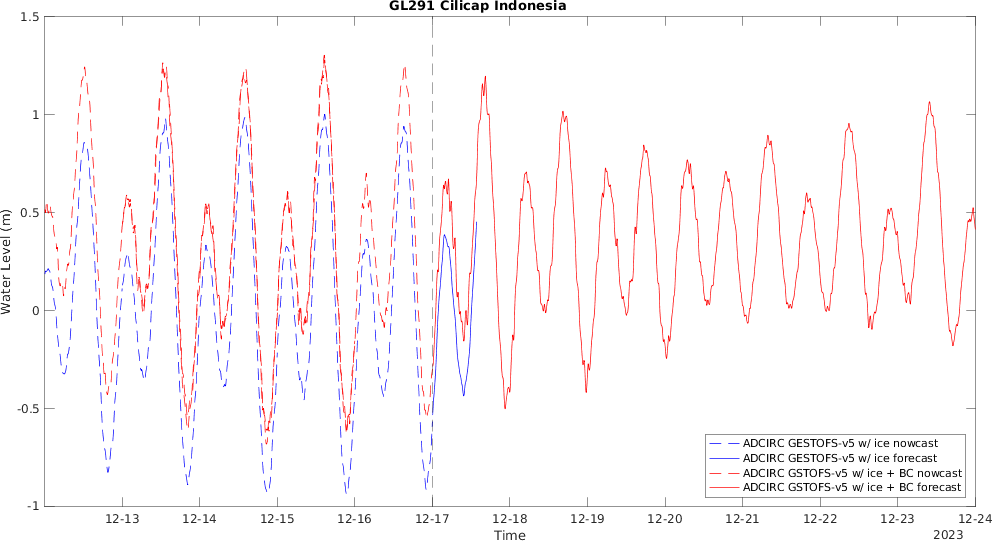 GL291 Cilicap Indonesia
1.5
1
0.5
0
-0.5
-1
Water Level (m)
12-13
12-14
12-15
12-16
12-17
12-18
12-19
12-20
12-21
12-22
12-23
12-24
Time
2023
ADCIRC GESTOFS-v5 w/ ice nowcast
ADCIRC GESTOFS-v5 w/ ice forecast
ADCIRC GSTOFS-v5 w/ ice + BC nowcast
ADCIRC GSTOFS-v5 w/ ice + BC forecast